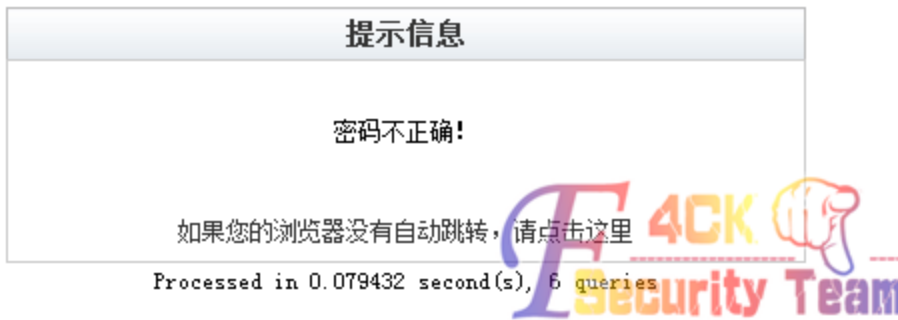 提示信息
密码不正确!
如果您的浏览器没有自动跳转，请点击这里
Processed in 0.079432 second(s), 6 queries
F4CK
Security Team